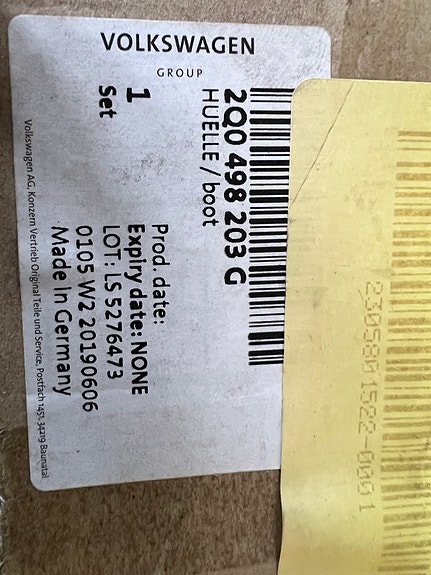 VOLKSWAGEN
GROUP
2Q0 498 203 G
HUELLE / boot
1
Set
Prod. date:
Expiry date: NONE
LOT: LS 5276473
0105 W2 20190606
Made in Germany
Volkswagen AG, Konzern Vertrieb Original Teile und Service, Postfach 1451, 34219 Baunatal
2305801522-0001